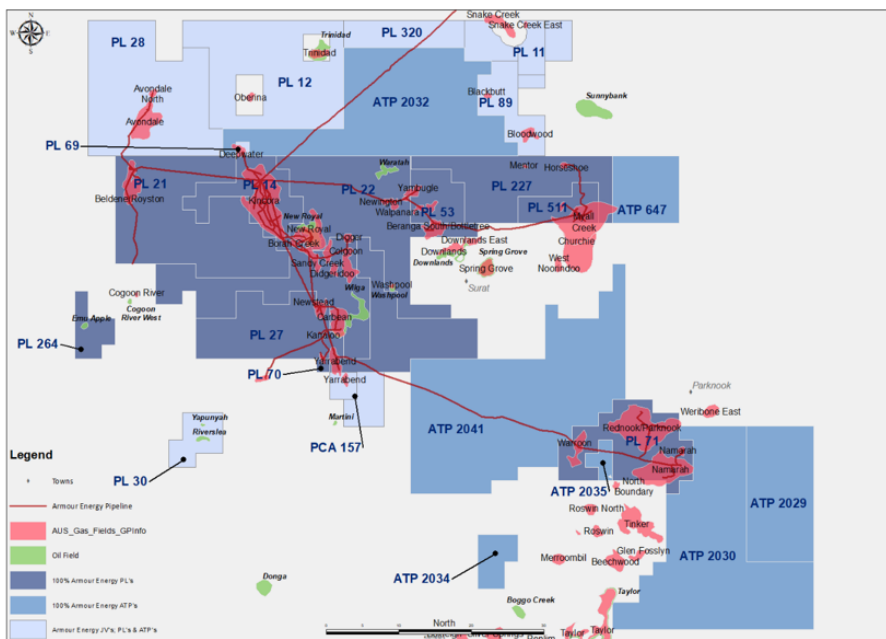 Snake Creek
Snake Creek East
N
W
E
S
PL 28
Trinidad
Trinidad
PL 320
PL 11
PL 12
Avondale
North
Oberina
ATP 2032
Blackbutt
PL 89
Sunnybank
Avondale
Bloodwood
PL 69
Deepwater
Waratah
Mentor
Horseshoe
PL 21
PL 14
PL 22
Yambugle
PL 227
Beldene/Royston
Kincora
Newington
Walpanara
PL 53
PL 511
ATP 647
New Royal
New Royal
Beranga South/Bottletree
Myall
Creek
Borah Creek
Digger
Downlands East
Churchie
Colgoon
Downlands
Spring Grove
West
Noorindoo
Sandy Creek
Didgeridoo
Downlands
Spring Grove
Surat
Cogoon River
Wilga
Washpool
Washpool
Emu Apple
Cogoon
River West
Newstead
Carbean
PL 264
PL 27
Kanaloo
PL 70
Yarrabend
Yarrabend
Parknook
Yapunyah
Riverslea
Martini
Weribone East
Rednook/Parknook
PCA 157
ATP 2041
Warroon
PL 71
Namarah
Legend
PL 30
Namarah
Towns
ATP 2035
North
Boundary
ATP 2029
Armour Energy Pipeline
Roswin North
AUS_Gas_Fields_GPInfo
Roswin
Tinker
ATP 2030
Oil Field
Merroombil
Glen Fosslyn
Beechwood
100% Armour Energy PL's
Donga
ATP 2034
Taylor
100% Armour Energy ATP's
Boggo Creek
Armour Energy JV's, PL's & ATP's
North
Taylor
Taylor